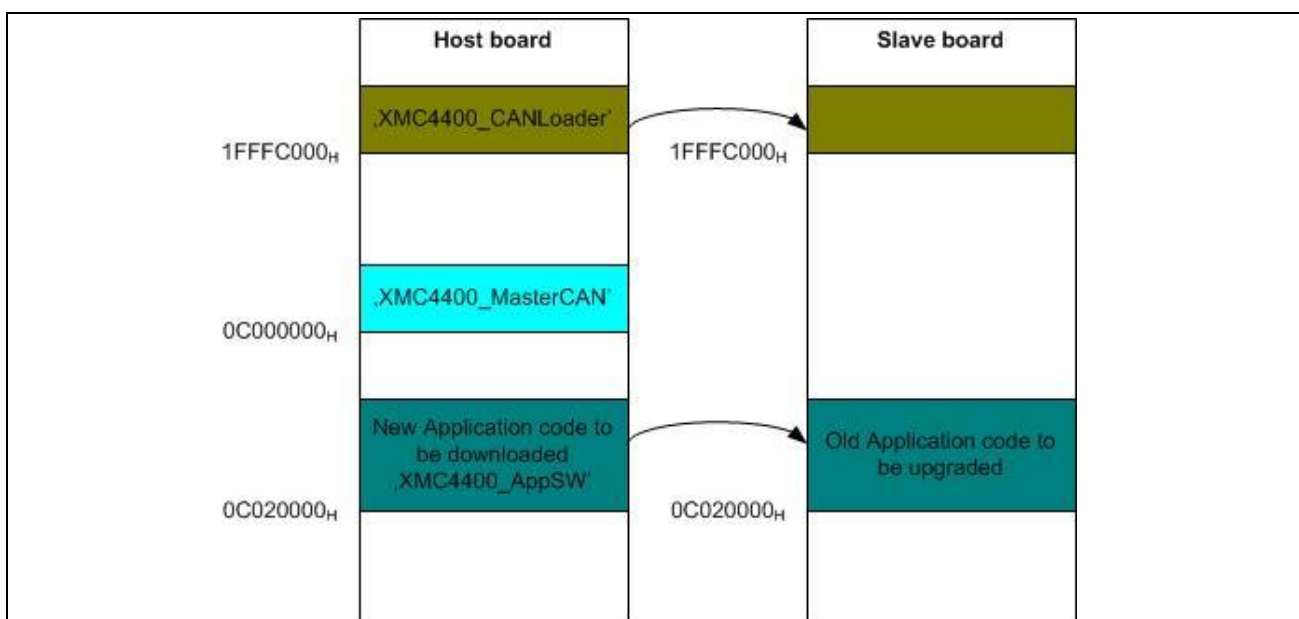 Host board
Slave board
‚XMC4400_CANLoader’
1FFFC000H
1FFFC000H
‚XMC4400_MasterCAN’
0C000000H
New Application code to
be downloaded
‚XMC4400_AppSW’
Old Application code to
be upgraded
0C020000H
0C020000H